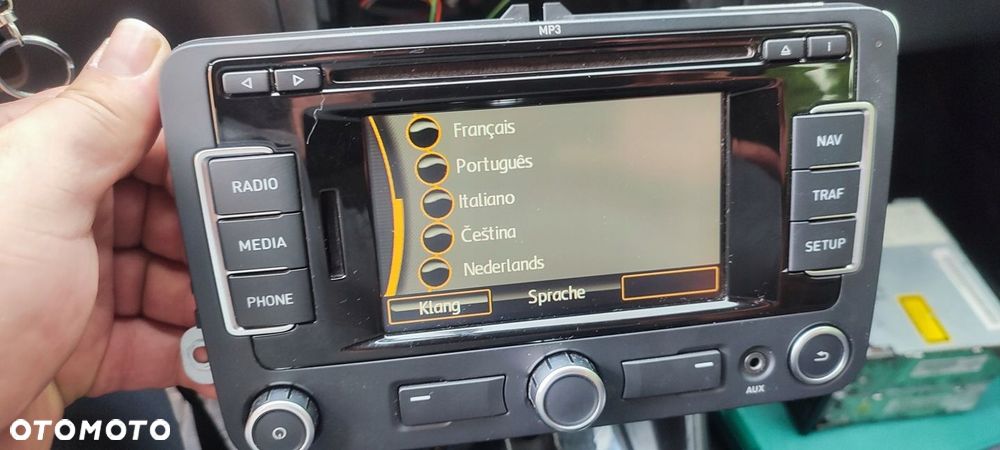 MP3
i
RADIO
MEDIA
PHONE
NAV
TRAF
SETUP
Français
Português
Italiano
Čeština
Nederlands
Klang
Sprache
AUX
OTOMOTO